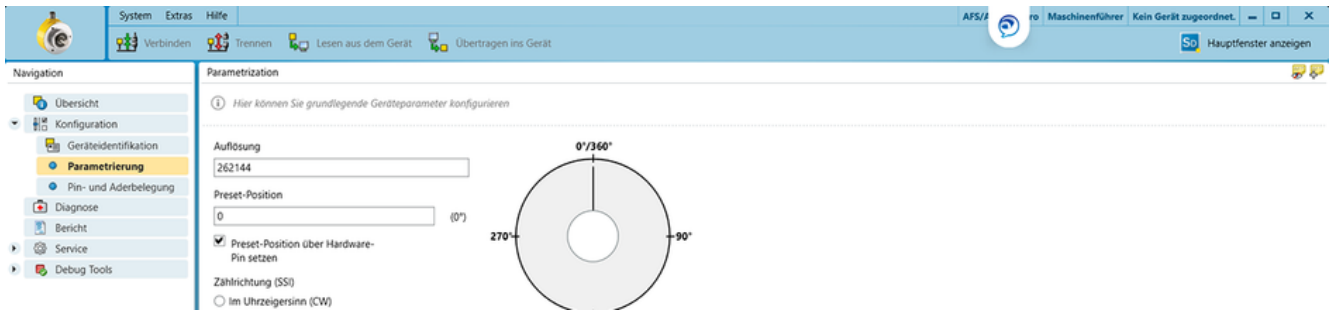 System Extras Hilfe
AFS/ ro Maschinenführer Kein Gerät zugeordnet.
Verbinden Trennen Lesen aus dem Gerät Übertragen ins Gerät
SD Hauptfenster anzeigen
Navigation
Übersicht
Konfiguration
Geräteidentifikation
Parametrierung
Pin- und Aderbelegung
Diagnose
Bericht
Service
Debug Tools
Parametrization
Hier können Sie grundlegende Geräteparameter konfigurieren
Auflösung
262144
Preset-Position
0 (0°)
Preset-Position über Hardware-
Pin setzen
Zählrichtung (SSI)
Im Uhrzeigersinn (CW)
0°/360°
270°
90°